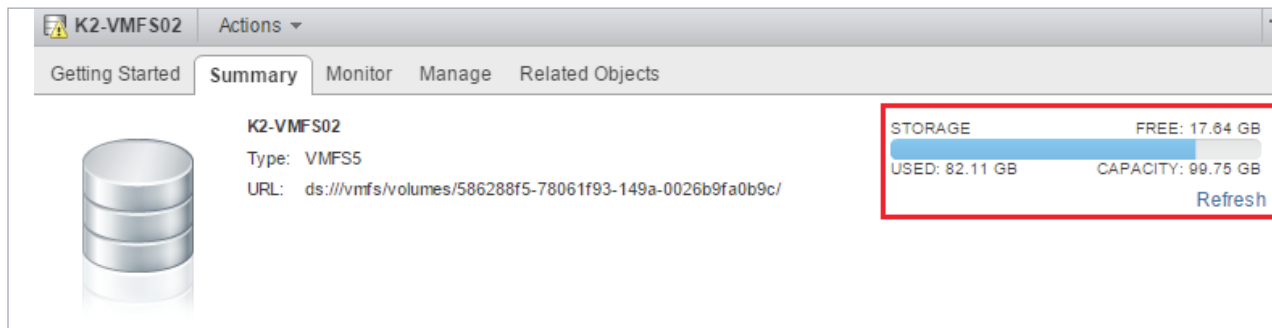 K2-VMFS02 Actions
Getting Started Summary Monitor Manage Related Objects
K2-VMFS02
Type: VMFS5
URL: ds:///vmfs/volumes/586288f5-78061f93-149a-0026b9fa0b9c/
STORAGE FREE: 17.64 GB
USED: 82.11 GB CAPACITY: 99.75 GB
Refresh